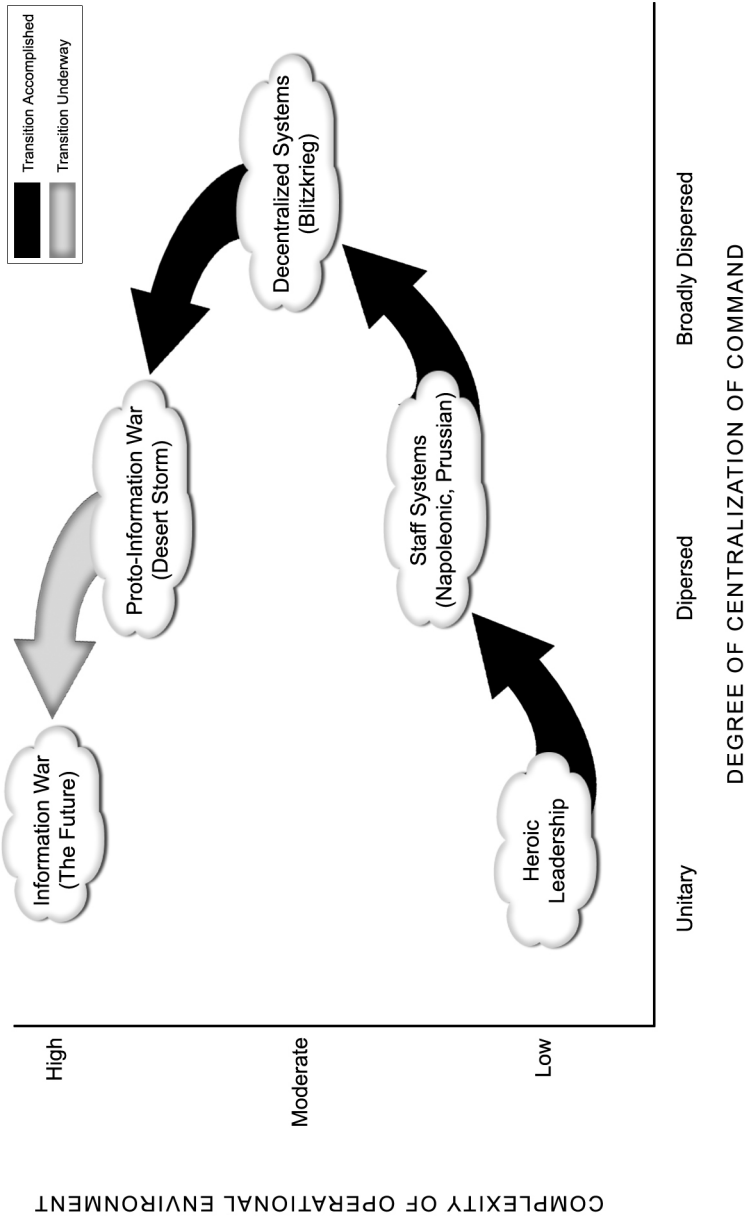 Transition Accomplished
Transition Underway
Information War
(The Future)
Proto-Information War
(Desert Storm)
Decentralized Systems
(Blitzkrieg)
Staff Systems
(Napoleonic, Prussian)
Heroic
Leadership
High
Moderate
Low
COMPLEXITY OF OPERATIONAL ENVIRONMENT
Unitary
Dipersed
Broadly Dispersed
DEGREE OF CENTRALIZATION OF COMMAND